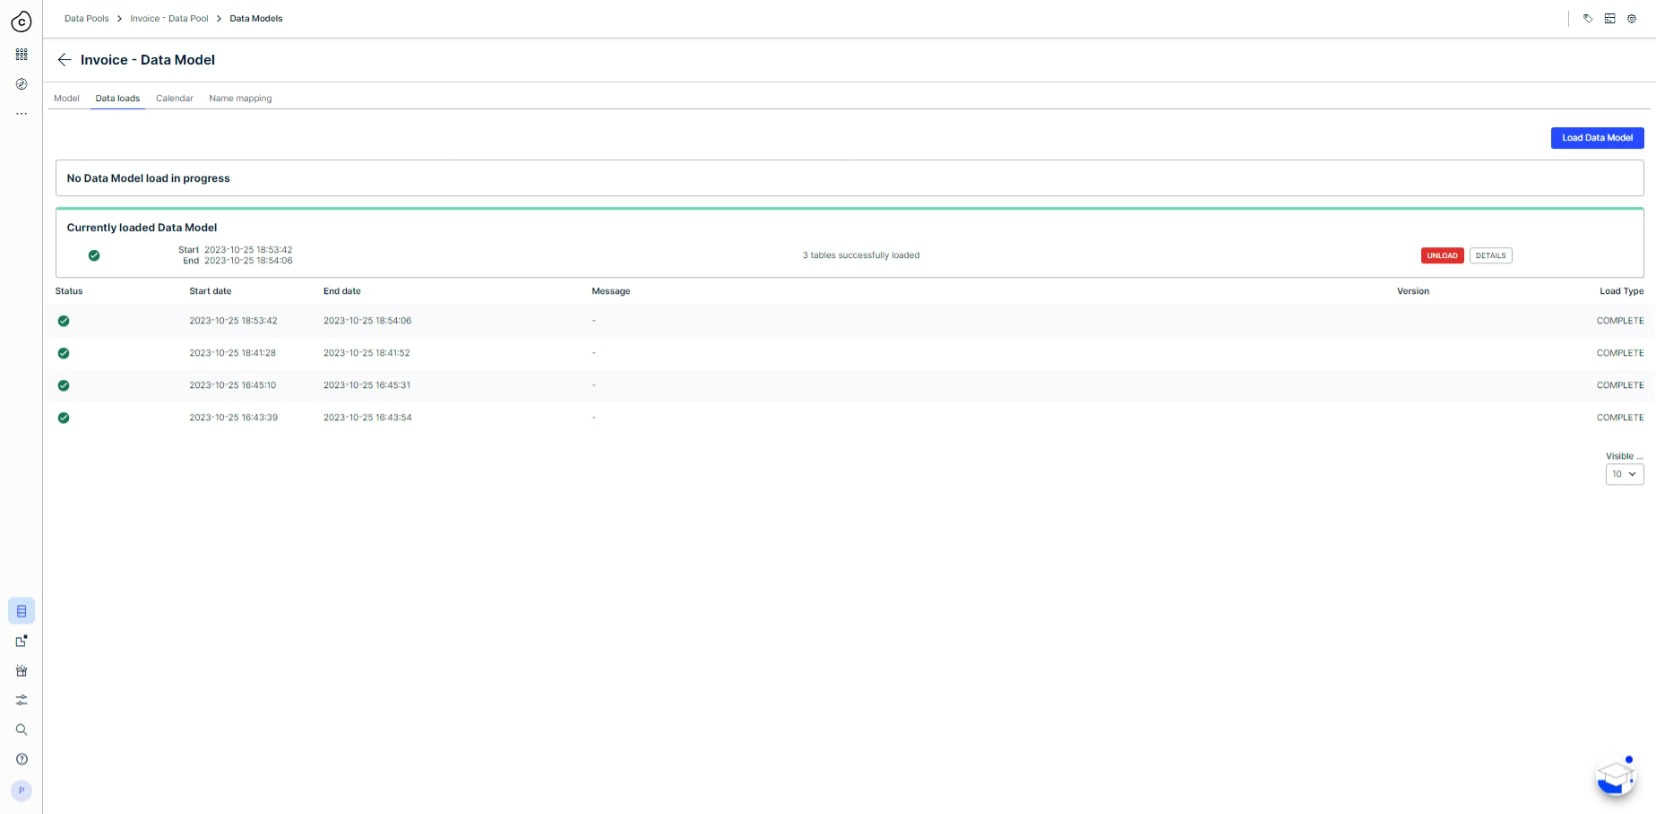 Data Pools > Invoice - Data Pool > Data Models
Invoice - Data Model
Model Data loads Calendar Name mapping
Load Data Model
No Data Model load in progress
Currently loaded Data Model
Start 2023-10-25 18:53:42
End 2023-10-25 18:54:06
3 tables successfully loaded
UNLOAD DETAILS
Status Start date End date Message Version Load Type
2023-10-25 18:53:42 2023-10-25 18:54:06 - COMPLETE
2023-10-25 18:41:28 2023-10-25 18:41:52 - COMPLETE
2023-10-25 16:45:10 2023-10-25 16:45:31 - COMPLETE
2023-10-25 16:43:39 2023-10-25 16:43:54 - COMPLETE
Visible ...
10
P